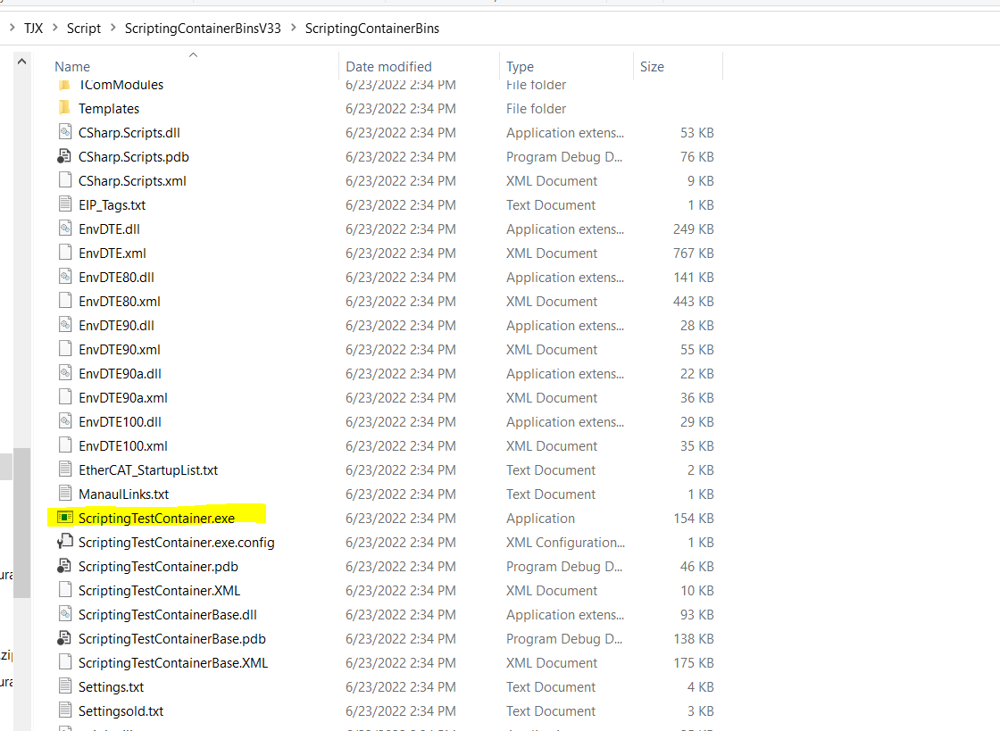 TJX > Script > ScriptingContainerBinsV33 > ScriptingContainerBins
Name Date modified Type Size
TComModules 6/23/2022 2:34 PM File folder
Templates 6/23/2022 2:34 PM File folder
CSharp.Scripts.dll 6/23/2022 2:34 PM Application extens... 53 KB
CSharp.Scripts.pdb 6/23/2022 2:34 PM Program Debug D... 76 KB
CSharp.Scripts.xml 6/23/2022 2:34 PM XML Document 9 KB
EIP_Tags.txt 6/23/2022 2:34 PM Text Document 1 KB
EnvDTE.dll 6/23/2022 2:34 PM Application extens... 249 KB
EnvDTE.xml 6/23/2022 2:34 PM XML Document 767 KB
EnvDTE80.dll 6/23/2022 2:34 PM Application extens... 141 KB
EnvDTE80.xml 6/23/2022 2:34 PM XML Document 443 KB
EnvDTE90.dll 6/23/2022 2:34 PM Application extens... 28 KB
EnvDTE90.xml 6/23/2022 2:34 PM XML Document 55 KB
EnvDTE90a.dll 6/23/2022 2:34 PM Application extens... 22 KB
EnvDTE90a.xml 6/23/2022 2:34 PM XML Document 36 KB
EnvDTE100.dll 6/23/2022 2:34 PM Application extens... 29 KB
EnvDTE100.xml 6/23/2022 2:34 PM XML Document 35 KB
EtherCAT_StartupList.txt 6/23/2022 2:34 PM Text Document 2 KB
ManaulLinks.txt 6/23/2022 2:34 PM Text Document 1 KB
ScriptingTestContainer.exe 6/23/2022 2:34 PM Application 154 KB
ScriptingTestContainer.exe.config 6/23/2022 2:34 PM XML Configuration... 1 KB
ScriptingTestContainer.pdb 6/23/2022 2:34 PM Program Debug D... 46 KB
ScriptingTestContainer.XML 6/23/2022 2:34 PM XML Document 10 KB
ScriptingTestContainerBase.dll 6/23/2022 2:34 PM Application extens... 93 KB
ScriptingTestContainerBase.pdb 6/23/2022 2:34 PM Program Debug D... 138 KB
ScriptingTestContainerBase.XML 6/23/2022 2:34 PM XML Document 175 KB
Settings.txt 6/23/2022 2:34 PM Text Document 4 KB
Settingsold.txt 6/23/2022 2:34 PM Text Document 3 KB